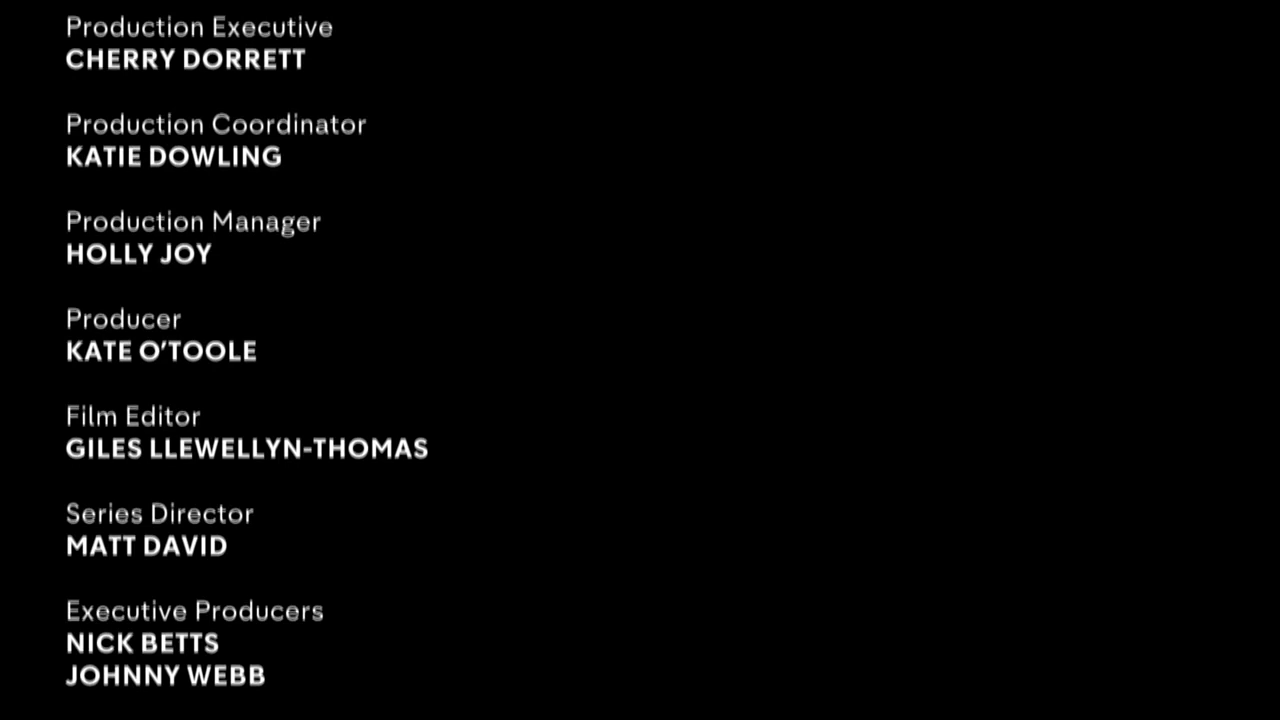 Production Executive
CHERRY DORRETT
Production Coordinator
KATIE DOWLING
Production Manager
HOLLY JOY
Producer
KATE O'TOOLE
Film Editor
GILES LLEWELLYN-THOMAS
Series Director
MATT DAVID
Executive Producers
NICK BETTS
JOHNNY WEBB